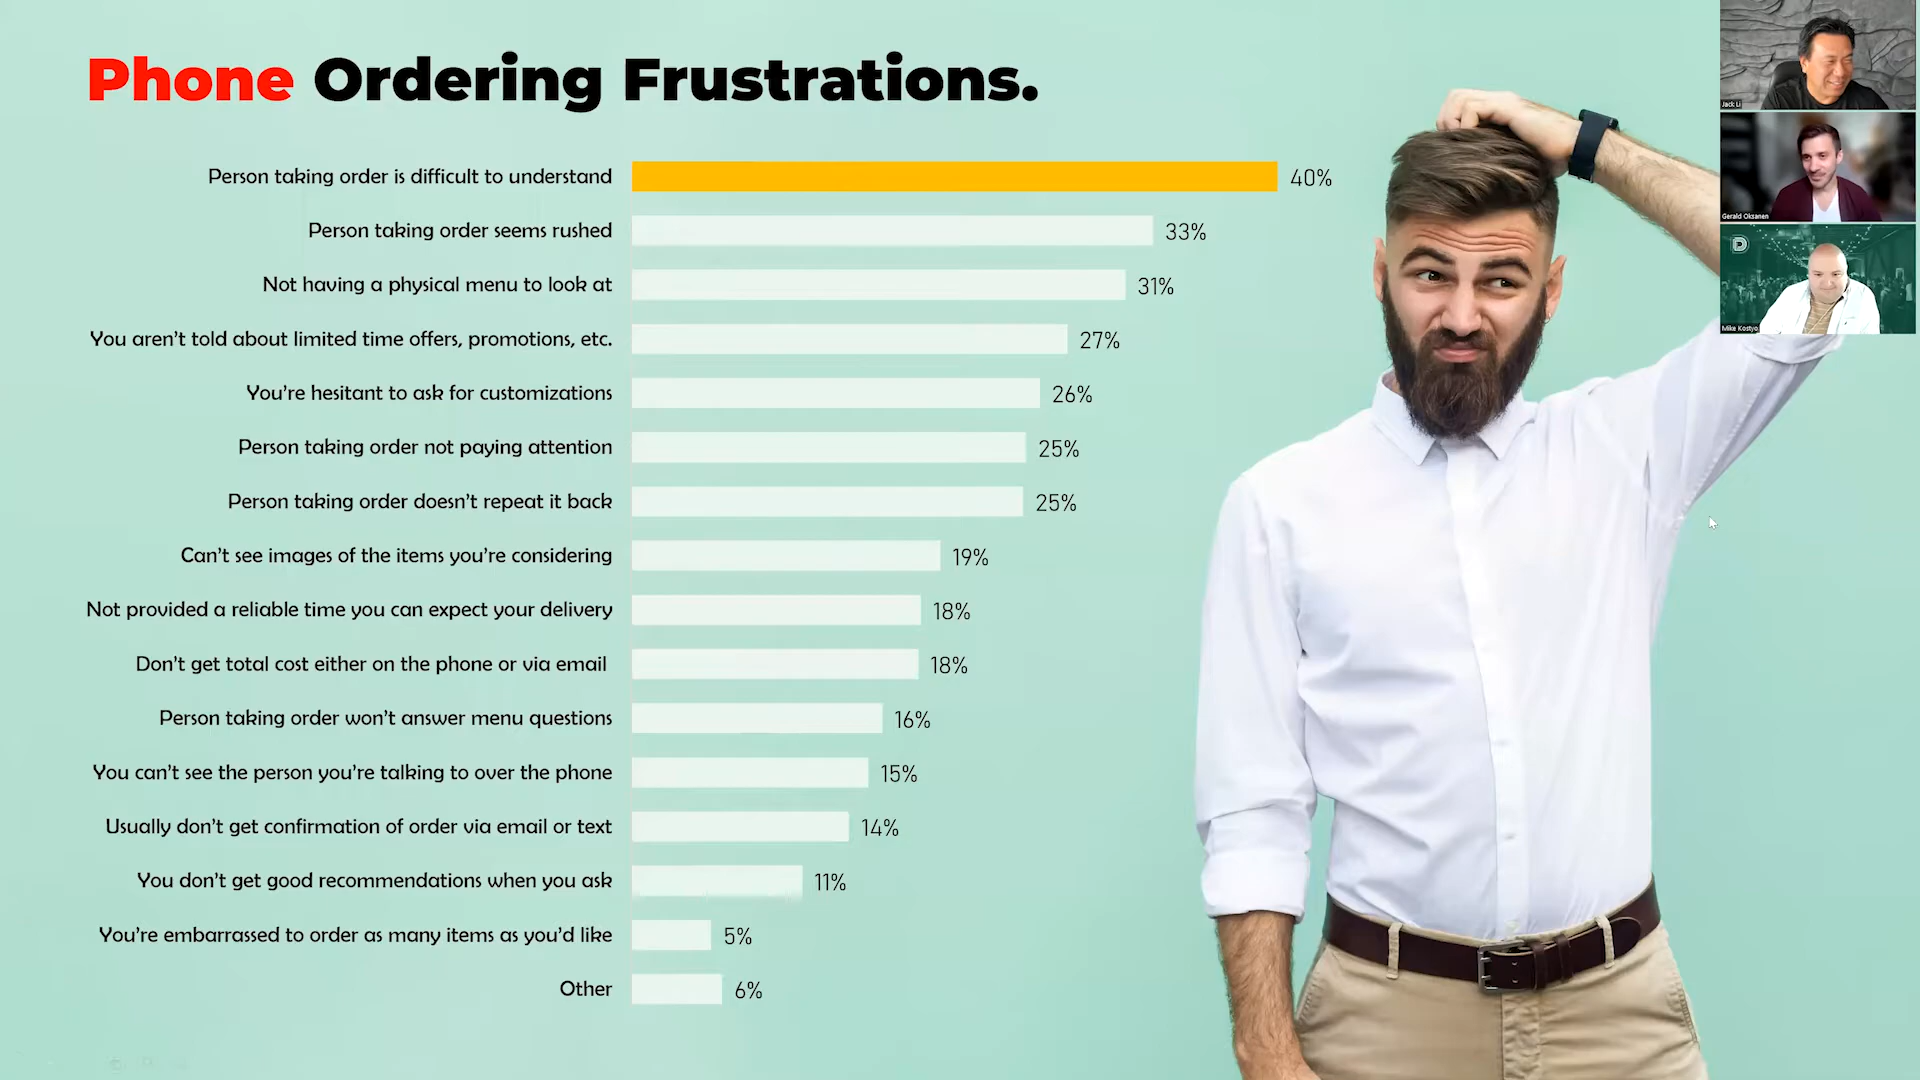 Phone Ordering Frustrations.
Person taking order is difficult to understand 40%
Person taking order seems rushed 33%
Not having a physical menu to look at 31%
You aren't told about limited time offers, promotions, etc. 27%
You're hesitant to ask for customizations 26%
Person taking order not paying attention 25%
Person taking order doesn't repeat it back 25%
Can't see images of the items you're considering 19%
Not provided a reliable time you can expect your delivery 18%
Don't get total cost either on the phone or via email 18%
Person taking order won't answer menu questions 16%
You can't see the person you're talking to over the phone 15%
Usually don't get confirmation of order via email or text 14%
You don't get good recommendations when you ask 11%
You're embarrassed to order as many items as you'd like 5%
Other 6%
Jack Li
Gerald Oksanen
D
Mike Kostyo